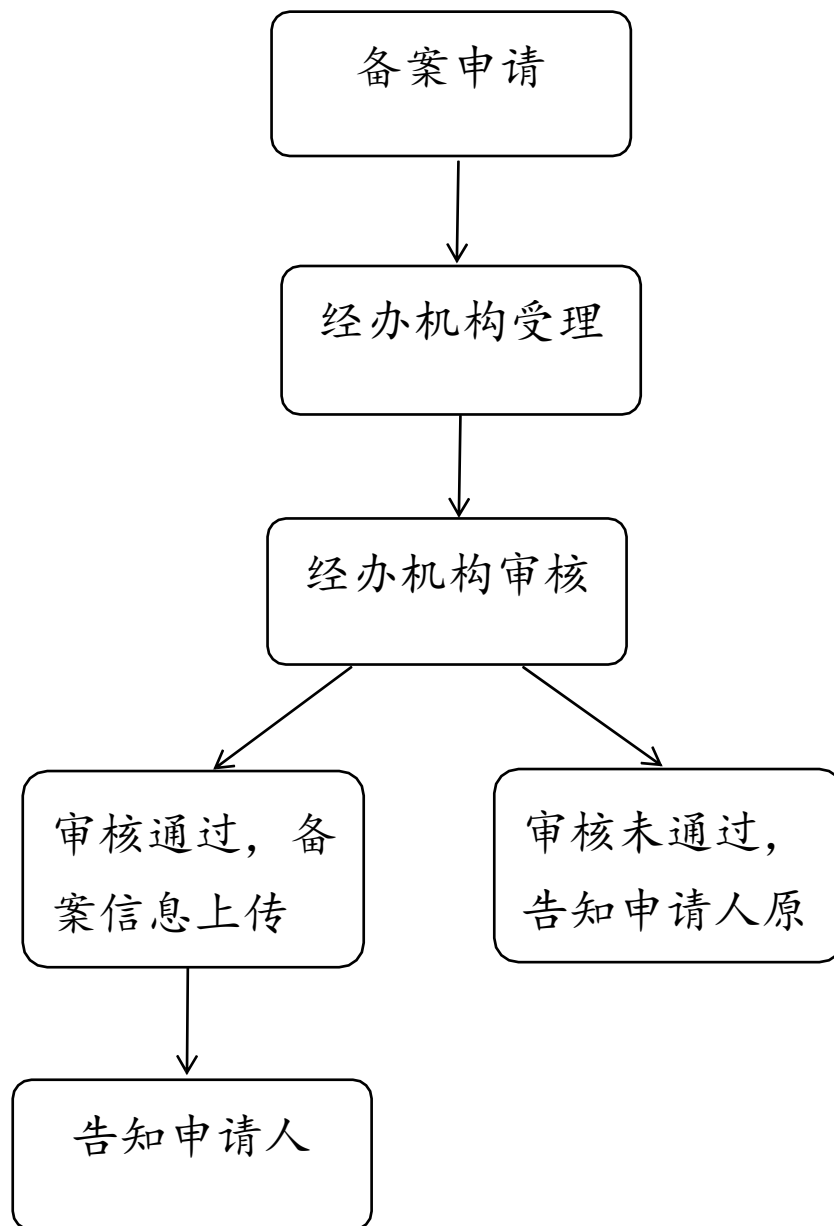 备案申请
经办机构受理
经办机构审核
审核通过，备
案信息上传
审核未通过，
告知申请人原
告知申请人